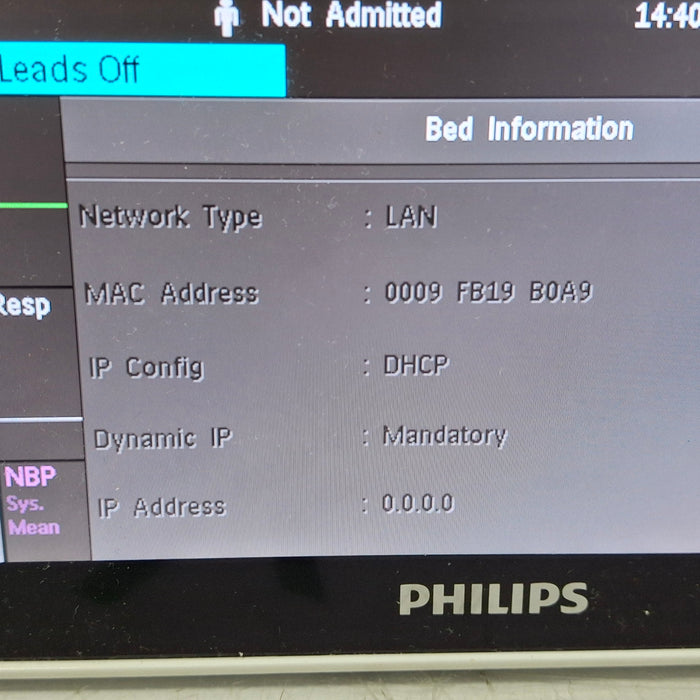 Not Admitted
14:40
Leads Off
Bed Information
Network Type : LAN
MAC Address : 0009 FB19 B0A9
Resp
IP Config : DHCP
Dynamic IP : Mandatory
NBP
Sys.
Mean
IP Address : 0.0.0.0
PHILIPS